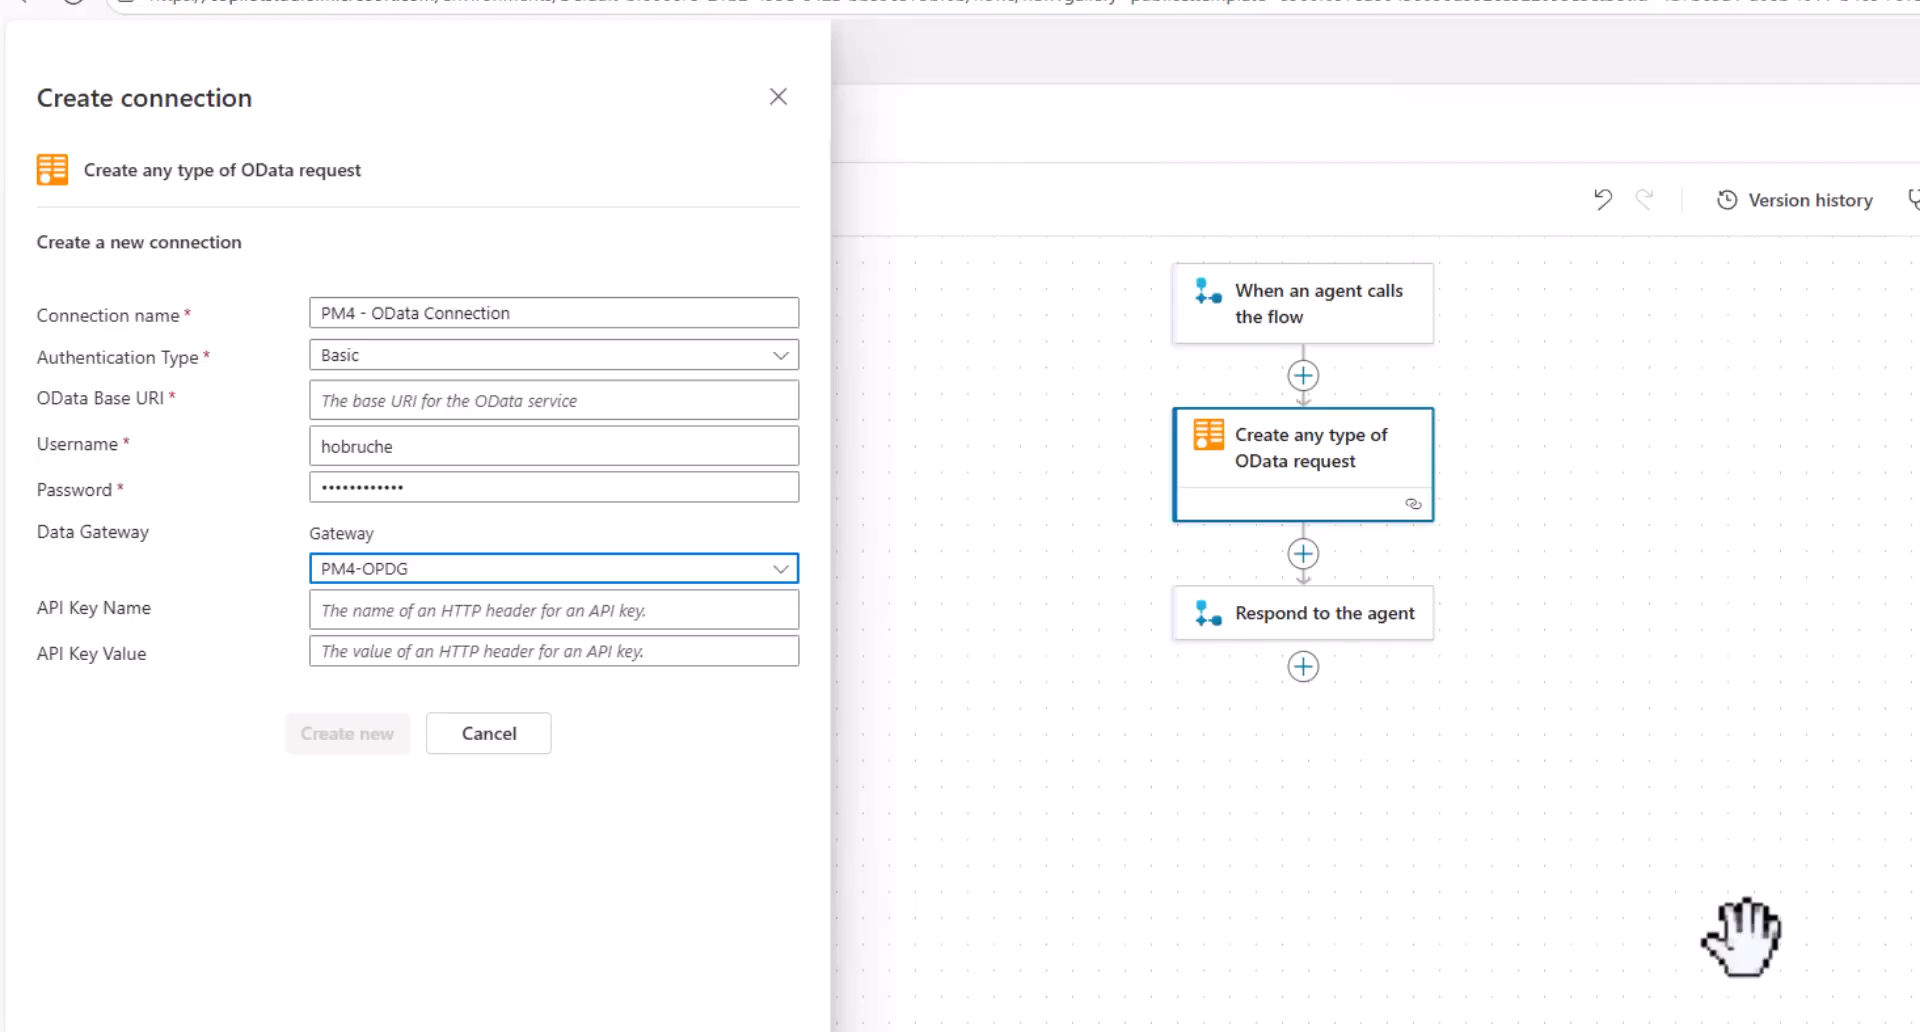 Create connection
Create any type of OData request
Create a new connection
Connection name *
PM4 - OData Connection
Authentication Type *
Basic
OData Base URI *
The base URI for the OData service
Username *
hobruche
Password *
••••••••••••
Data Gateway
Gateway
PM4-OPDG
API Key Name
The name of an HTTP header for an API key.
API Key Value
The value of an HTTP header for an API key.
Create new
Cancel
Version history
When an agent calls
the flow
Create any type of
OData request
Respond to the agent